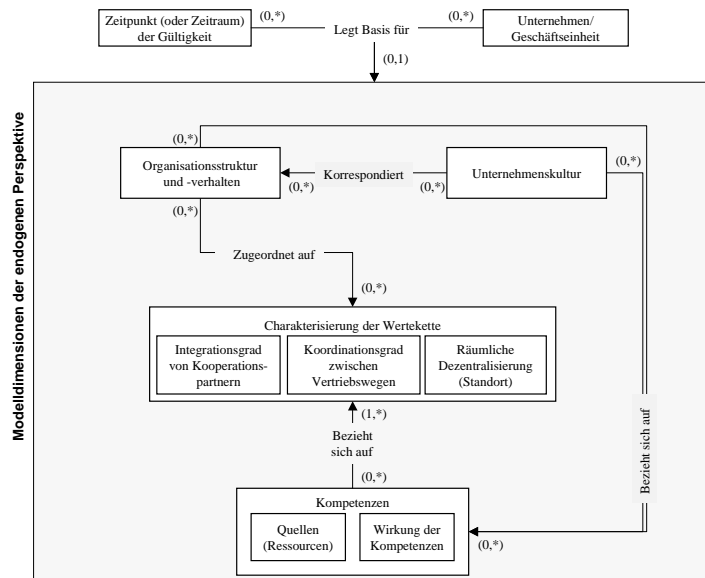 Zeitpunkt (oder Zeitraum)
der Gültigkeit
(0,*)
Legt Basis für
(0,*)
Unternehmen/
Geschäftseinheit
(0,1)
Modelldimensionen der endogenen Perspektive
(0,*)
Organisationsstruktur
und -verhalten
(0,*)
Korrespondiert
(0,*)
Unternehmenskultur
(0,*)
(0,*)
Zugeordnet auf
(0,*)
Charakterisierung der Wertekette
Integrationsgrad
von Kooperations-
partnern
Koordinationsgrad
zwischen
Vertriebswegen
Räumliche
Dezentralisierung
(Standort)
(1,*)
Bezieht
sich auf
(0,*)
Bezieht sich auf
Kompetenzen
Quellen
(Ressourcen)
Wirkung der
Kompetenzen
(0,*)